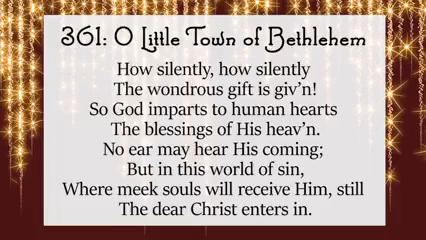 361: O Little Town of Bethlehem
How silently, how silently
The wondrous gift is giv'n!
So God imparts to human hearts
The blessings of His heav'n.
No ear may hear His coming;
But in this world of sin,
Where meek souls will receive Him, still
The dear Christ enters in.